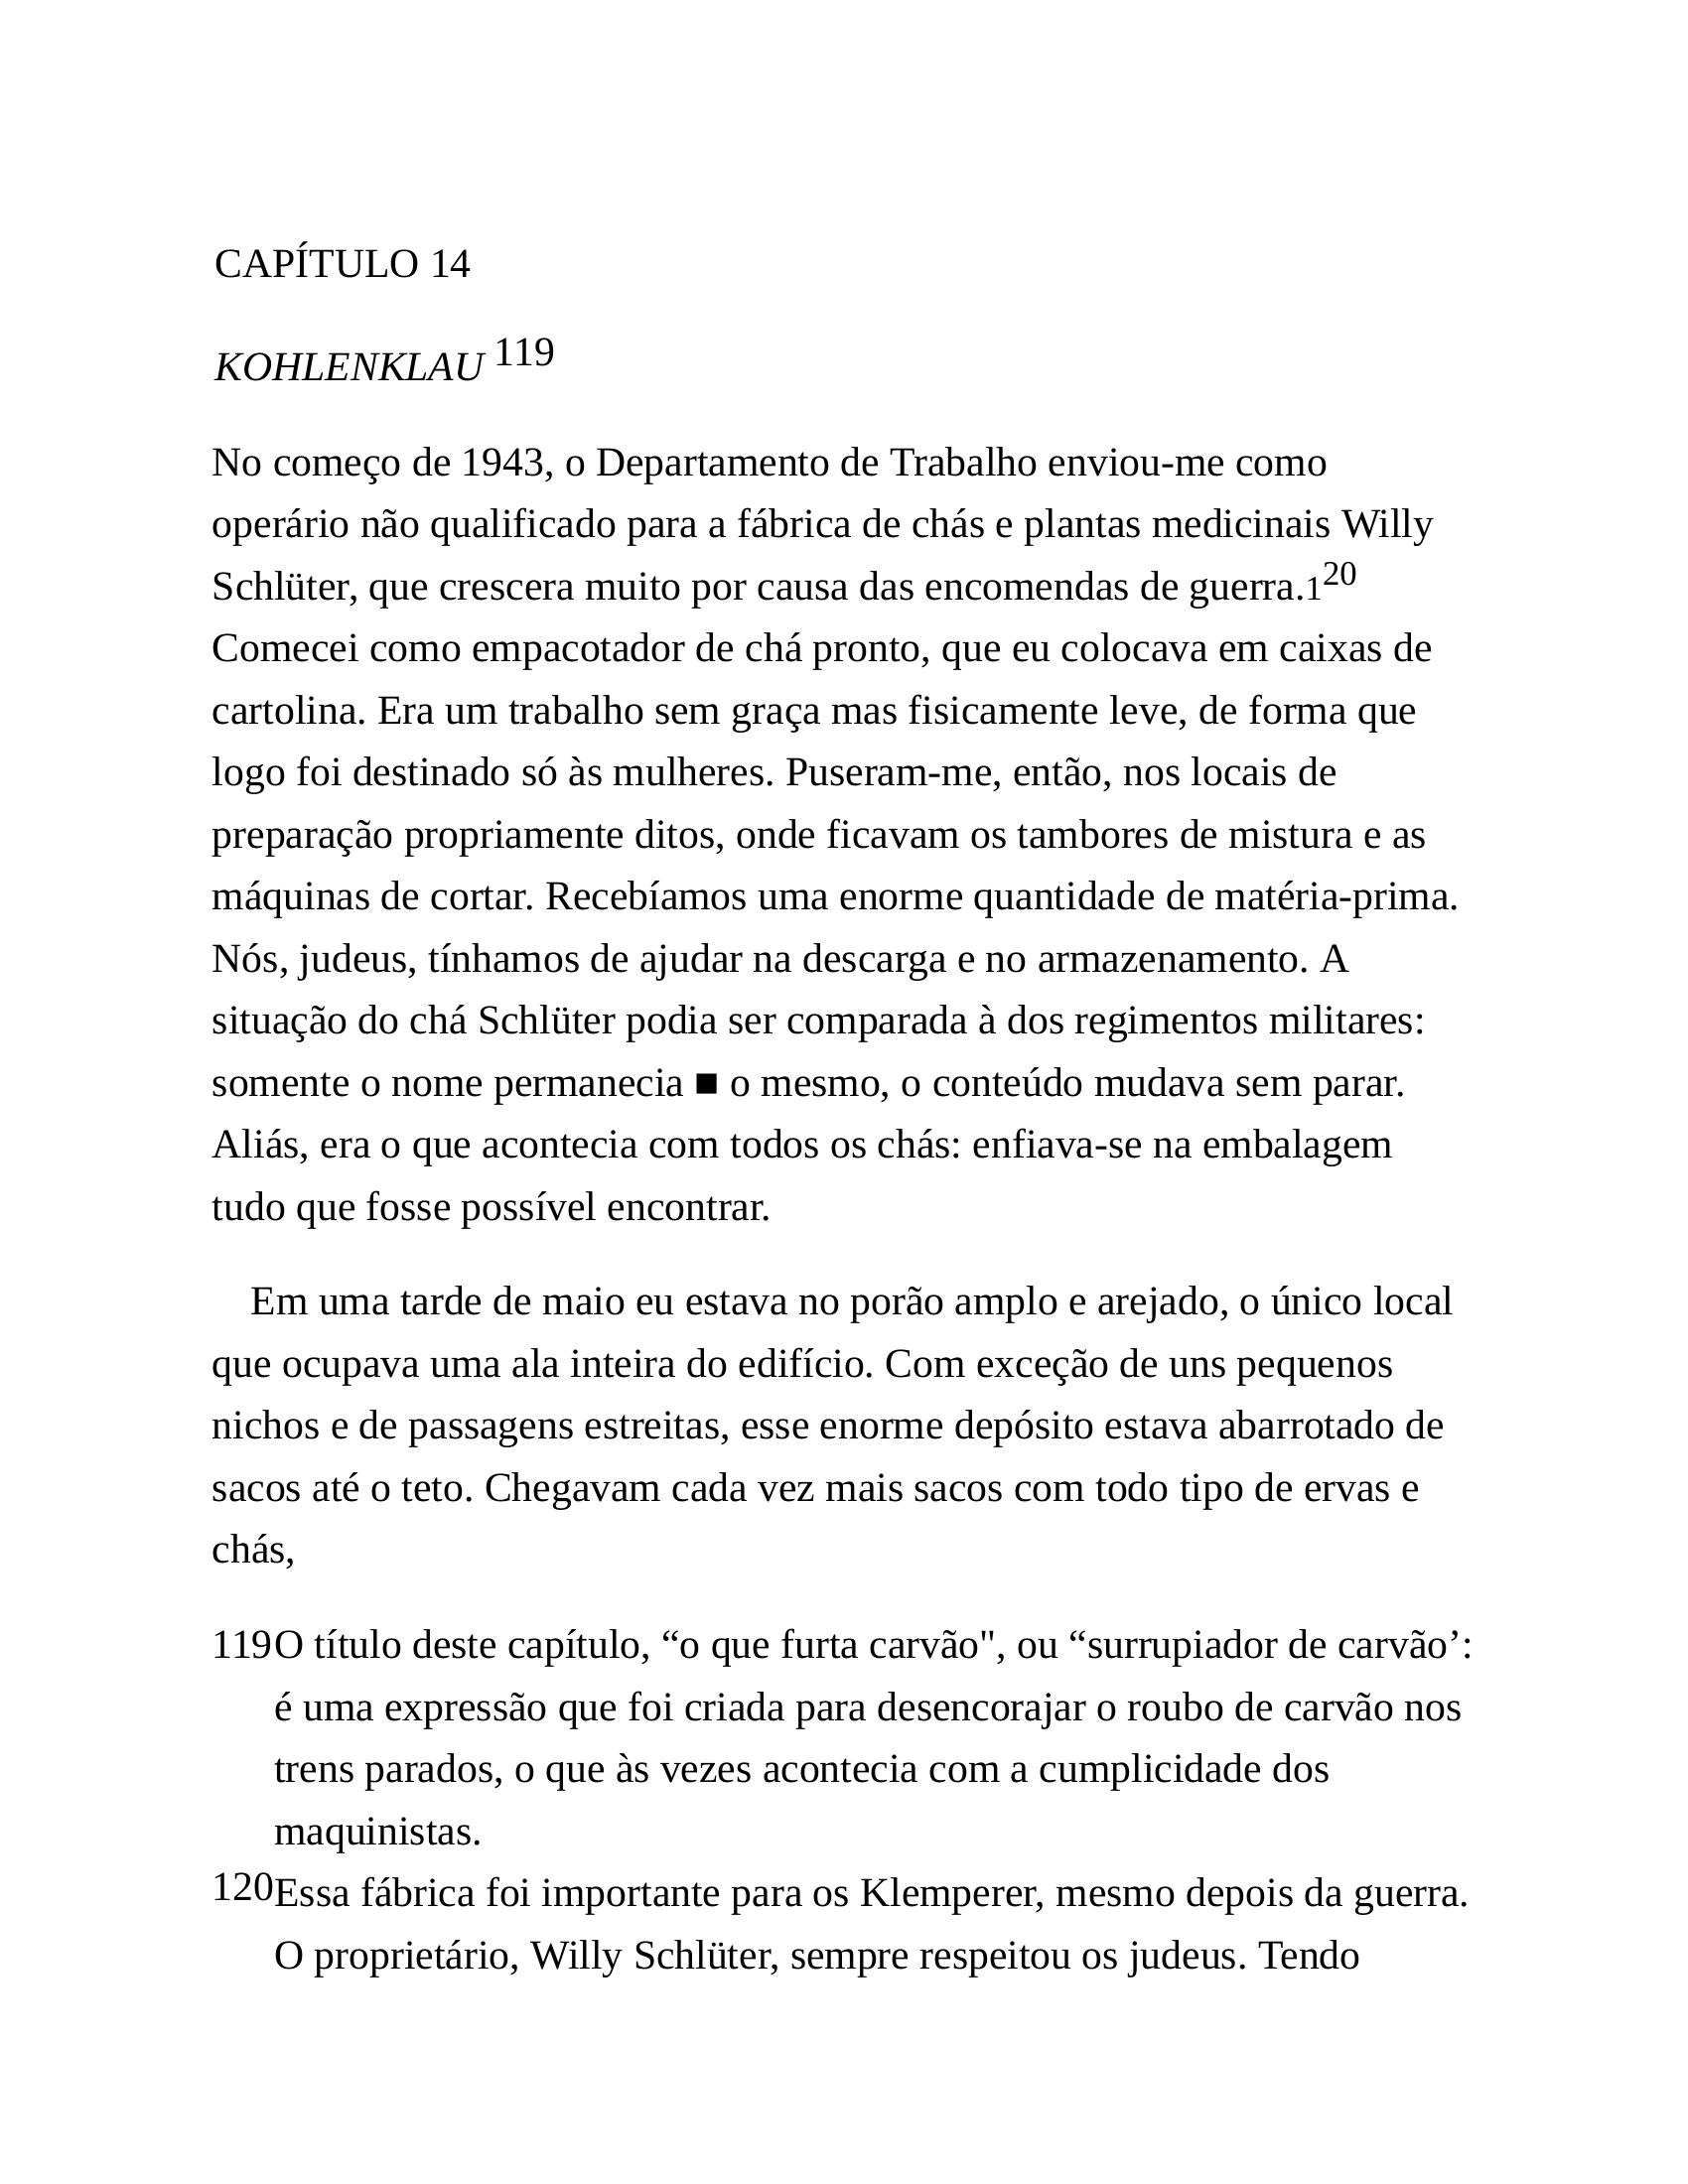 CAPÍTULO 14
KOHLENKLAU 119
No começo de 1943, o Departamento de Trabalho enviou-me como
operário não qualificado para a fábrica de chás e plantas medicinais Willy
Schlüter, que crescera muito por causa das encomendas de guerra.120
Comecei como empacotador de chá pronto, que eu colocava em caixas de
cartolina. Era um trabalho sem graça mas fisicamente leve, de forma que
logo foi destinado só às mulheres. Puseram-me, então, nos locais de
preparação propriamente ditos, onde ficavam os tambores de mistura e as
máquinas de cortar. Recebíamos uma enorme quantidade de matéria-prima.
Nós, judeus, tínhamos de ajudar na descarga e no armazenamento. A
situação do chá Schlüter podia ser comparada à dos regimentos militares:
somente o nome permanecia ■ o mesmo, o conteúdo mudava sem parar.
Aliás, era o que acontecia com todos os chás: enfiava-se na embalagem
tudo que fosse possível encontrar.
Em uma tarde de maio eu estava no porão amplo e arejado, o único local
que ocupava uma ala inteira do edifício. Com exceção de uns pequenos
nichos e de passagens estreitas, esse enorme depósito estava abarrotado de
sacos até o teto. Chegavam cada vez mais sacos com todo tipo de ervas e
chás,
119O título deste capítulo, “o que furta carvão", ou “surrupiador de carvão’:
é uma expressão que foi criada para desencorajar o roubo de carvão nos
trens parados, o que às vezes acontecia com a cumplicidade dos
maquinistas.
120Essa fábrica foi importante para os Klemperer, mesmo depois da guerra.
O proprietário, Willy Schlüter, sempre respeitou os judeus. Tendo